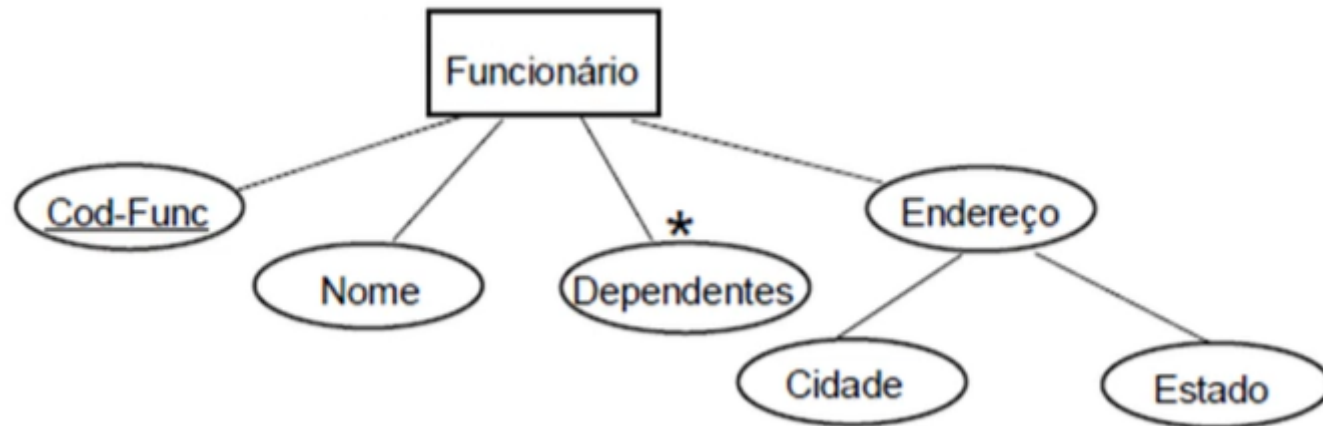 Funcionário
Cod-Func
Nome
*
Dependentes
Endereço
Cidade
Estado